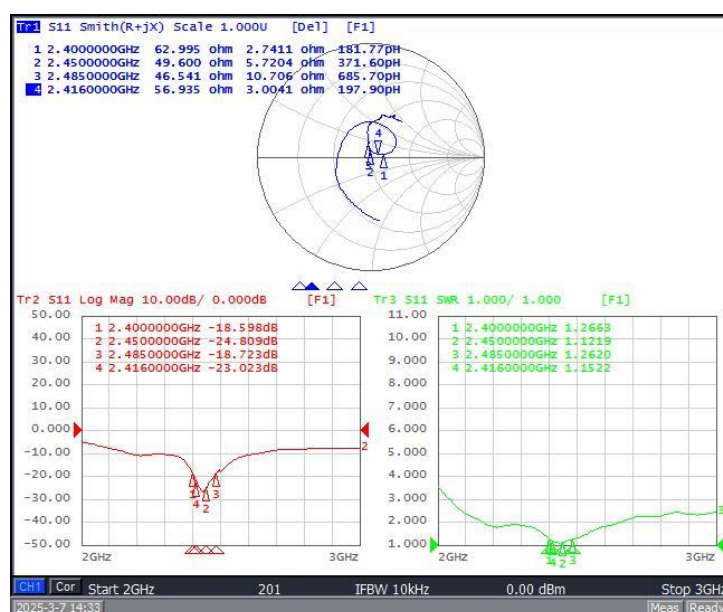 Tr1 S11 Smith(R+jX) Scale 1.000U [Del] [F1]
1 2.4000000GHz 62.995 ohm 2.7411 ohm 181.77pH
2 2.4500000GHz 49.600 ohm 5.7204 ohm 371.60pH
3 2.4850000GHz 46.541 ohm 10.706 ohm 685.70pH
4 2.4160000GHz 56.935 ohm 3.0041 ohm 197.90pH
4
2
1
Tr2 S11 Log Mag 10.00dB/ 0.000dB [F1]
50.00
40.00
30.00
20.00
10.00
0.000
-10.00
-20.00
-30.00
-40.00
-50.00
1 2.4000000GHz -18.598dB
2 2.4500000GHz -24.809dB
3 2.4850000GHz -18.723dB
4 2.4160000GHz -23.023dB
2
1
3
4
2
2GHz
3GHz
Tr3 S11 SWR 1.000/ 1.000 [F1]
11.00
10.00
9.000
8.000
7.000
6.000
5.000
4.000
3.000
2.000
1.000
1 2.4000000GHz 1.2663
2 2.4500000GHz 1.1219
3 2.4850000GHz 1.2620
4 2.4160000GHz 1.1522
3
4
2
3
2GHz
3GHz
CH1 Cor Start 2GHz 201 IFBW 10kHz 0.00 dBm Stop 3GH
2025-3-7 14:33 Meas Read